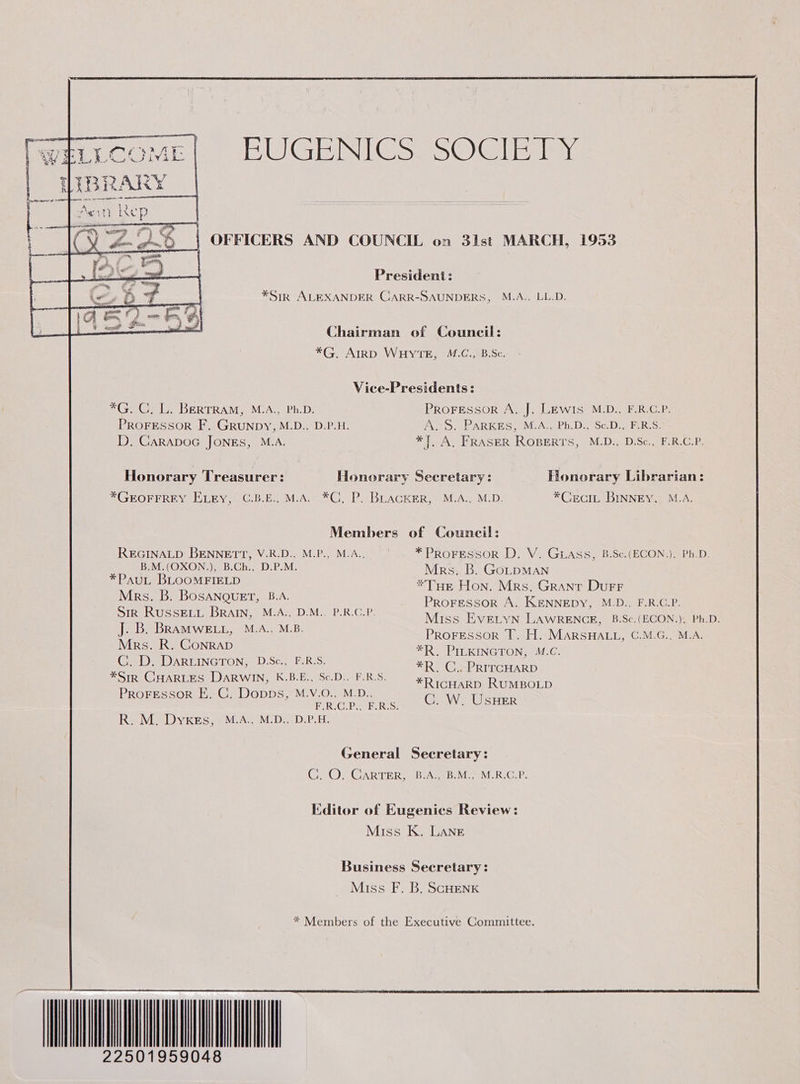 WELLCOME
LIBRARY
Gen Rep
EUGENICS SOCIETY
OFFICERS AND COUNCIL on 31st MARCH, 1953
President:
*SIR ALEXANDER CARR-SAUNDERS, M.A., LL.D.
Chairman of Council:
*G. AIRD WHYTE, M.C., B.Sc.
Vice-Presidents:
*G. C. L. BERTRAM, M.A., Ph.D.
PROFESSOR F. GRUNDY, M.D., D.P.H.
D. CARADOG JONES, M.A.
PROFESSOR A. J. LEWIS M.D., F.R.C.P.
A. S. PARKES, M.A., Ph.D., Sc.D., F.R.S.
*J. A. FRASER ROBERTS, M.D., D.Sc., F.R.C.P.
Honorary Treasurer:
*GEOFFREY ELEY, C.B.E., M.A.
Honorary Secretary:
*C. P. BLACKER, M.A., M.D.
Honorary Librarian:
*CECIL BINNEY, M.A.
Members of Council:
REGINALD BENNETT, V.R.D., M.P., M.A.,
B.M.(OXON.), B.Ch., D.P.M.
*PAUL BLOOMFIELD
MRS. B. BOSANQUET, B.A.
SIR RUSSELL BRAIN, M.A., D.M., P.R.C.P.
J. B. BRAMWELL, M.A., M.B.
MRS. R. CONRAD
C. D. DARLINGTON, D.Sc., F.R.S.
*SIR CHARLES DARWIN, K.B.E., Sc.D., F.R.S.
PROFESSOR E. C. DODDS, M.V.O., M.D.,
F.R.C.P., F.R.S.
R. M. DYKES, M.A., M.D., D.P.H.
*PROFESSOR D. V. GLASS, B.Sc.(ECON.), Ph.D.
MRS. B. GOLDMAN
*THE HON. MRS. GRANT DUFF
PROFESSOR A. KENNEDY, M.D., F.R.C.P.
MISS EVELYN LAWRENCE, B.Sc.(ECON.), Ph.D.
PROFESSOR T. H. MARSHALL, C.M.G., M.A.
*R. PILKINGTON, M.C.
*R. C. PRITCHARD
*RICHARD RUMBOLD
C. W. USHER
General Secretary:
C. O. CARTER, B.A., B.M., M.R.C.P.
Editor of Eugenics Review:
MISS K. LANE
Business Secretary:
MISS F. B. SCHENK
* Members of the Executive Committee.
22501959048